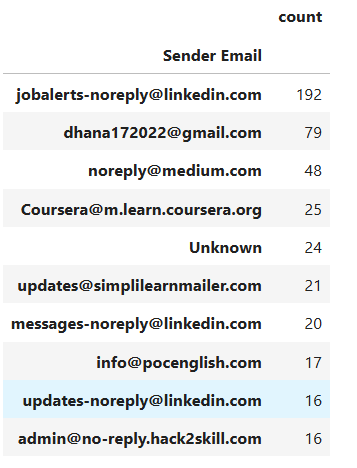 count
Sender Email
jobalerts-noreply@linkedin.com 192
dhana172022@gmail.com 79
noreply@medium.com 48
Coursera@m.learn.coursera.org 25
Unknown 24
updates@simplilearnmailer.com 21
messages-noreply@linkedin.com 20
info@pocenglish.com 17
updates-noreply@linkedin.com 16
admin@no-reply.hack2skill.com 16